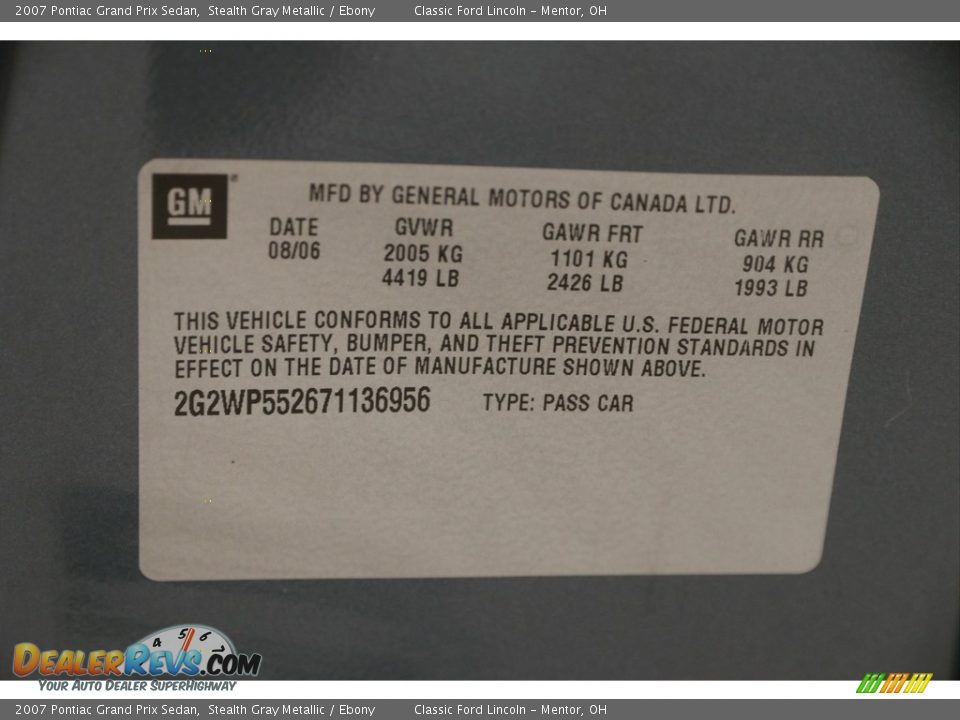 2007 Pontiac Grand Prix Sedan,  Stealth Gray Metallic / Ebony  Classic Ford Lincoln - Mentor, OH
GM
MFD BY GENERAL MOTORS OF CANADA LTD.
DATE GVWR GAWR FRT GAWR RR
08/06 2005 KG 1101 KG 904 KG
4419 LB 2426 LB 1993 LB
THIS VEHICLE CONFORMS TO ALL APPLICABLE U.S. FEDERAL MOTOR
VEHICLE SAFETY, BUMPER, AND THEFT PREVENTION STANDARDS IN
EFFECT ON THE DATE OF MANUFACTURE SHOWN ABOVE.
2G2WP552671136956 TYPE: PASS CAR
4 5 6 7
DEALERREVS.COM
YOUR AUTO DEALER SUPERHIGHWAY
2007 Pontiac Grand Prix Sedan,  Stealth Gray Metallic / Ebony  Classic Ford Lincoln - Mentor, OH